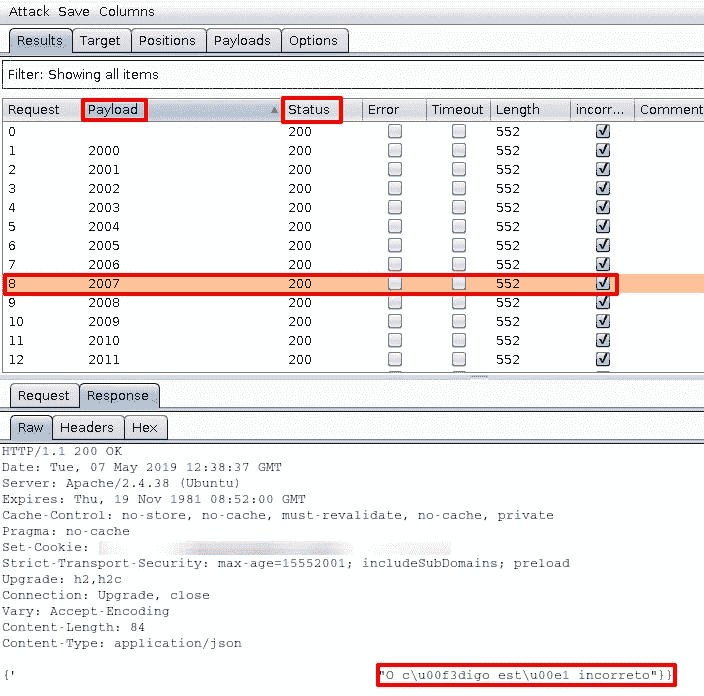 Attack Save Columns
Results Target Positions Payloads Options
Filter: Showing all items
Request Payload Status Error Timeout Length incorr... Comment
0 200 552
1 2000 200 552
2 2001 200 552
3 2002 200 552
4 2003 200 552
5 2004 200 552
6 2005 200 552
7 2006 200 552
8 2007 200 552
9 2008 200 552
10 2009 200 552
11 2010 200 552
12 2011 200 552
Request Response
Raw Headers Hex
HTTP/1.1 200 OK
Date: Tue, 07 May 2019 12:38:37 GMT
Server: Apache/2.4.38 (Ubuntu)
Expires: Thu, 19 Nov 1981 08:52:00 GMT
Cache-Control: no-store, no-cache, must-revalidate, no-cache, private
Pragma: no-cache
Set-Cookie:
Strict-Transport-Security: max-age=15552001; includeSubDomains; preload
Upgrade: h2,h2c
Connection: Upgrade, close
Vary: Accept-Encoding
Content-Length: 84
Content-Type: application/json
{' "O c\u00f3digo est\u00e1 incorreto"}}